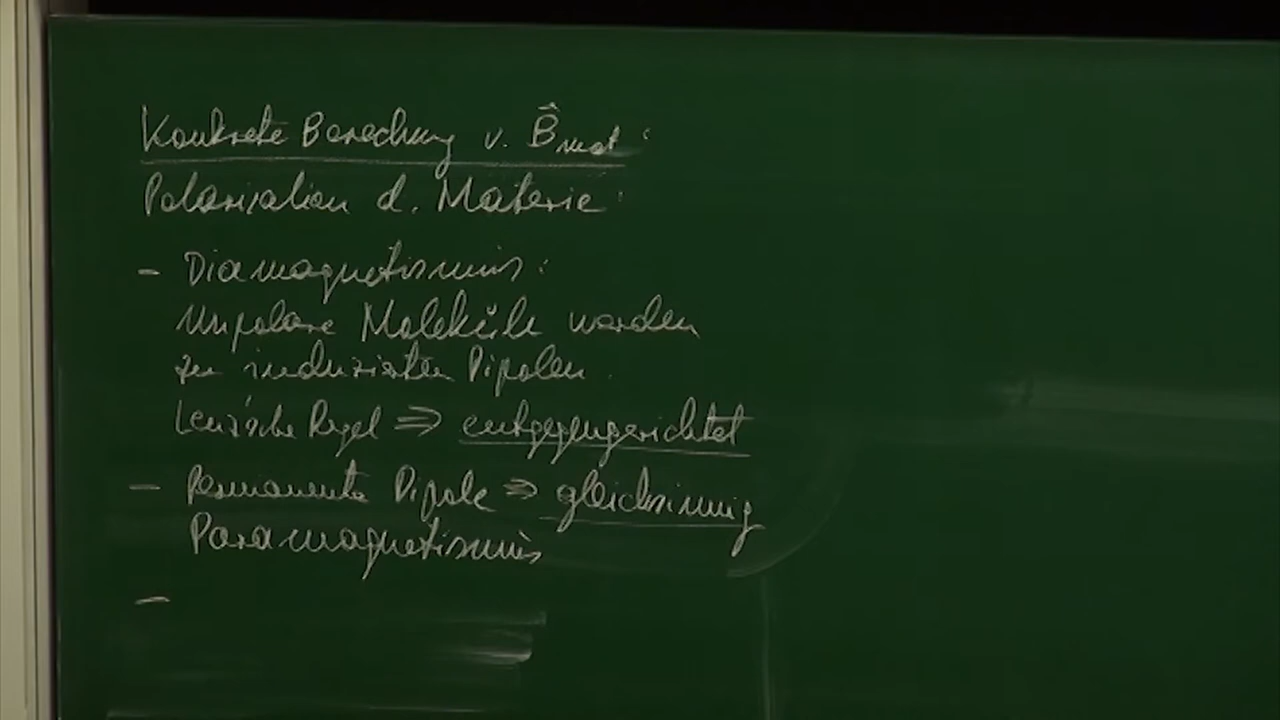 Konkrete Berechung v. B̂mat:
Polarisation d. Materie:
- Diamagnetismus:
Unpolare Moleküle werden
zu induzierten Dipolen.
Lenz'sche Regel ⇒ entgegengerichtet
- Permanente Dipole ⇒ gleichsinnig
Paramagnetismus
-